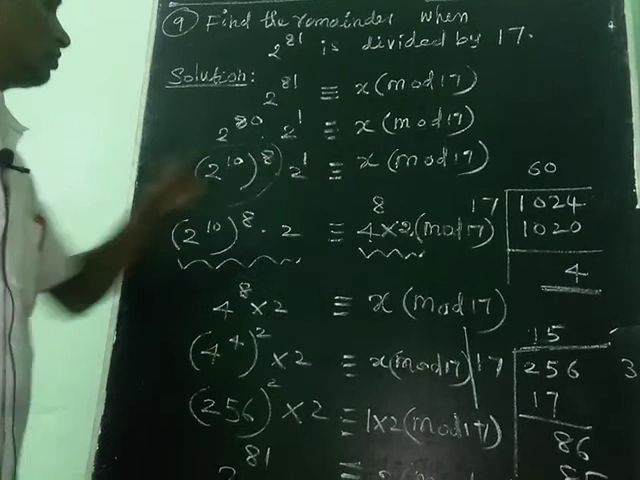 9 Find the remainder when
2^81 is divided by 17.
Solution:
2^81 ≡ x (mod 17)
2^80 . 2^1 ≡ x (mod 17)
(2^10)^8) 2^1 ≡ x (mod 17)
(2^10)^8 . 2 ≡ 4^8 × 2 (mod 17)
4^8 × 2 ≡ x (mod 17)
(4^4)^2 × 2 ≡ x (mod 17)
(256)^2 × 2 ≡ 1 × 2 (mod 17)
2^81 ≡
60
17 1024
1020
4
15
17 256
17
86
3